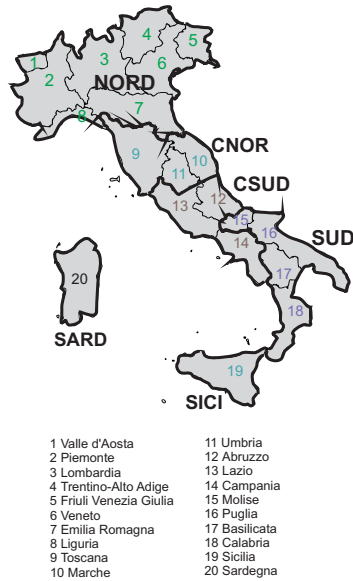 4
5
3
6
1
2
NORD
7
8
CNOR
9
10
11
CSUD
12
13
15
16
SUD
14
17
20
18
SARD
19
SICI
1 Valle d'Aosta
2 Piemonte
3 Lombardia
4 Trentino-Alto Adige
5 Friuli Venezia Giulia
6 Veneto
7 Emilia Romagna
8 Liguria
9 Toscana
10 Marche
11 Umbria
12 Abruzzo
13 Lazio
14 Campania
15 Molise
16 Puglia
17 Basilicata
18 Calabria
19 Sicilia
20 Sardegna